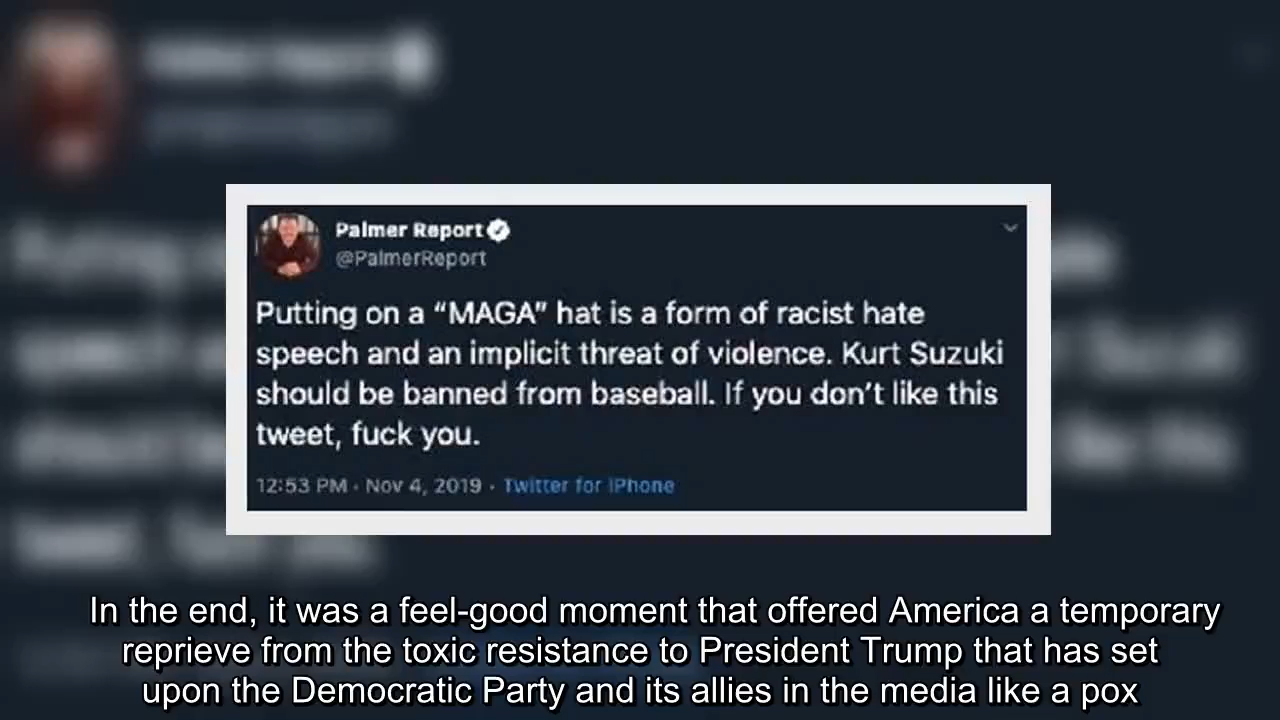 Palmer Report
@PalmerReport
Putting on a “MAGA” hat is a form of racist hate
speech and an implicit threat of violence. Kurt Suzuki
should be banned from baseball. If you don’t like this
tweet, fuck you.
12:53 PM · Nov 4, 2019 · Twitter for iPhone
In the end, it was a feel-good moment that offered America a temporary
reprieve from the toxic resistance to President Trump that has set
upon the Democratic Party and its allies in the media like a pox